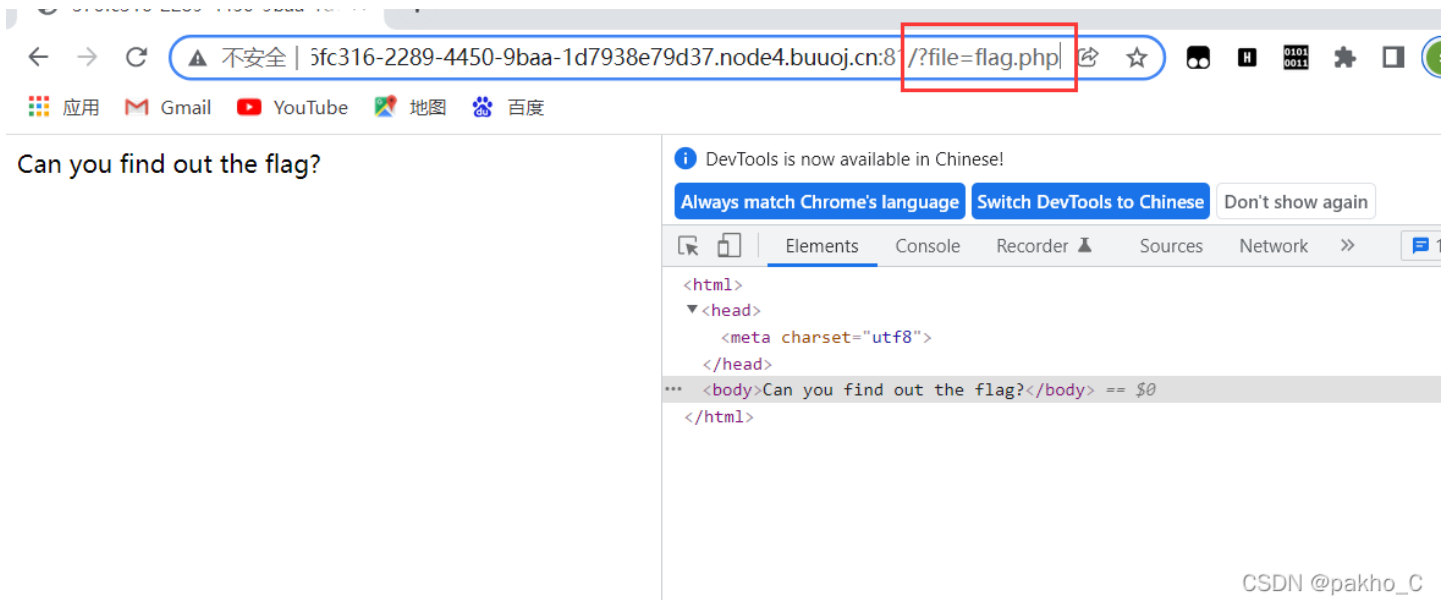 不安全 5fc316-2289-4450-9baa-1d7938e79d37.node4.buuoj.cn:81/?file=flag.php
应用 Gmail YouTube 地图 百度
Can you find out the flag?
DevTools is now available in Chinese!
Always match Chrome's language Switch DevTools to Chinese Don't show again
Elements Console Recorder Sources Network » 1
<html>
▼<head>
<meta charset="utf8">
</head>
••• <body>Can you find out the flag?</body> == $0
</html>
CSDN @pakho_C